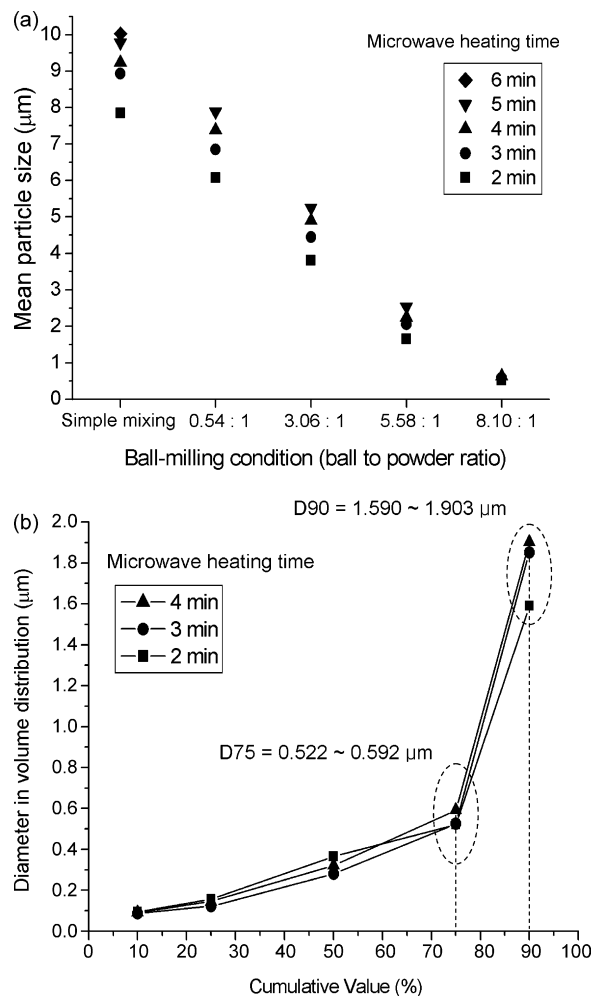 (a)
Microwave heating time
6 min
5 min
4 min
3 min
2 min
Mean particle size (μm)
10
9
8
7
6
5
4
3
2
1
0
Simple mixing 0.54 : 1 3.06 : 1 5.58 : 1 8.10 : 1
Ball-milling condition (ball to powder ratio)
(b)
D90 = 1.590 ~ 1.903 μm
Microwave heating time
4 min
3 min
2 min
D75 = 0.522 ~ 0.592 μm
Diameter in volume distribution (μm)
2.0
1.8
1.6
1.4
1.2
1.0
0.8
0.6
0.4
0.2
0.0
0 10 20 30 40 50 60 70 80 90 100
Cumulative Value (%)